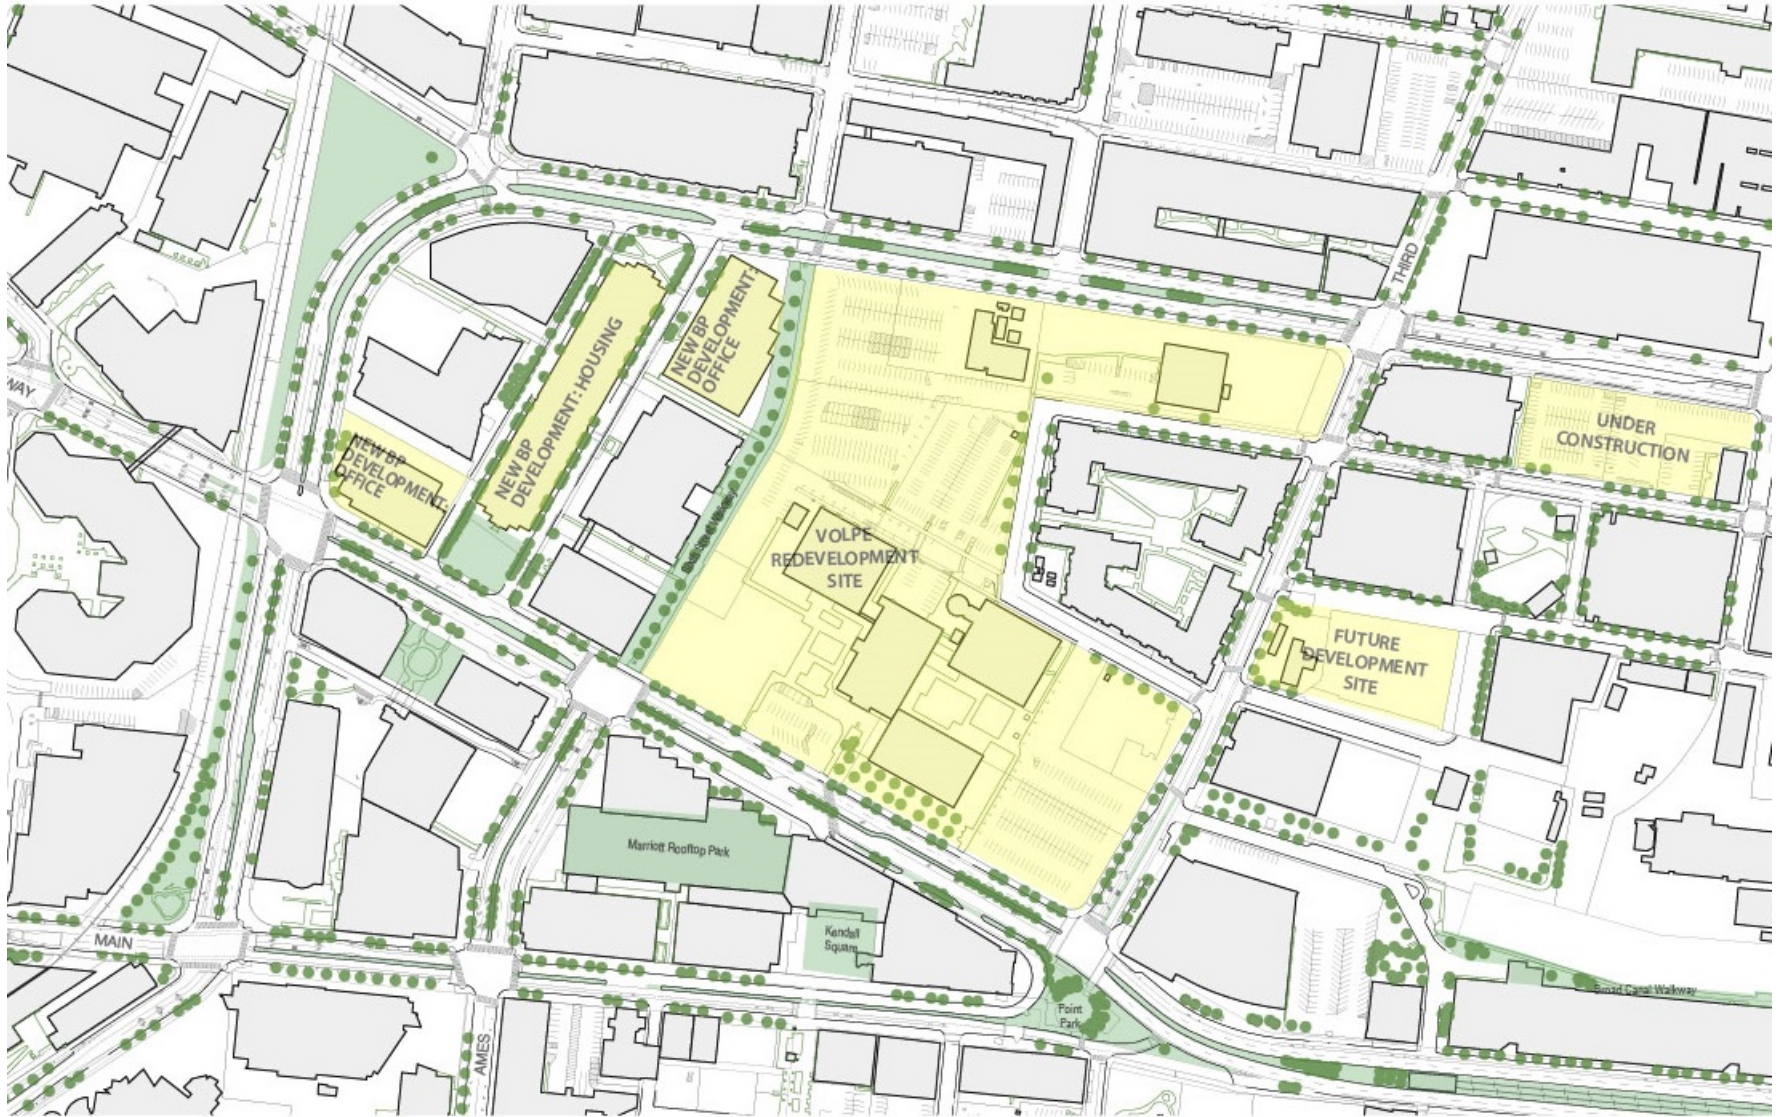 THIRD
WAY
NEW BP
DEVELOPMENT:
OFFICE
NEW BP
DEVELOPMENT: HOUSING
NEW BP
DEVELOPMENT:
OFFICE
UNDER
CONSTRUCTION
VOLPE
REDEVELOPMENT
SITE
FUTURE
DEVELOPMENT
SITE
Marriott Rooftop Park
Kendall
Square
MAIN
Point
Park
Broad Canal Walkway
AMES